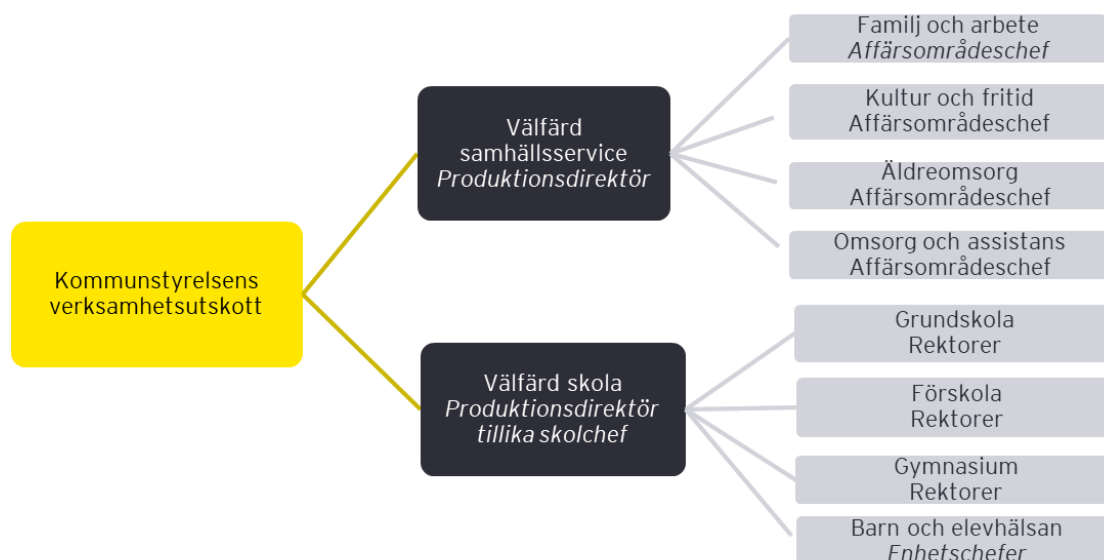 Kommunstyrelsens
verksamhetsutskott
Välfärd
samhällsservice
Produktionsdirektör
Familj och arbete
Affärsområdeschef
Kultur och fritid
Affärsområdeschef
Äldreomsorg
Affärsområdeschef
Omsorg och assistans
Affärsområdeschef
Välfärd skola
Produktionsdirektör
tillika skolchef
Grundskola
Rektorer
Förskola
Rektorer
Gymnasium
Rektorer
Barn och elevhälsan
Enhetschefer